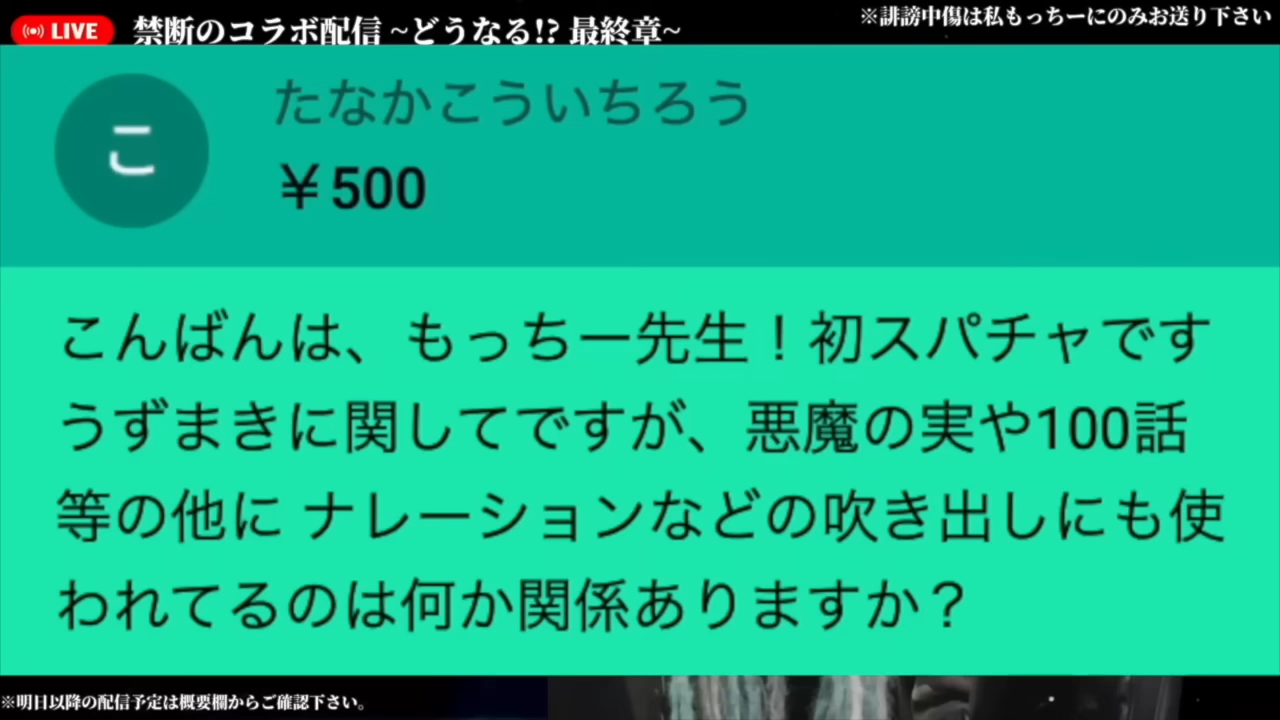 LIVE 禁断のコラボ配信 ~どうなる!? 最終章~
※誹謗中傷は私もっちーにのみお送り下さい
こ
たなかこういちろう
￥500
こんばんは、もっちー先生！初スパチャです
うずまきに関してですが、悪魔の実や100話
等の他に ナレーションなどの吹き出しにも使
われてるのは何か関係ありますか？
※明日以降の配信予定は概要欄からご確認下さい。